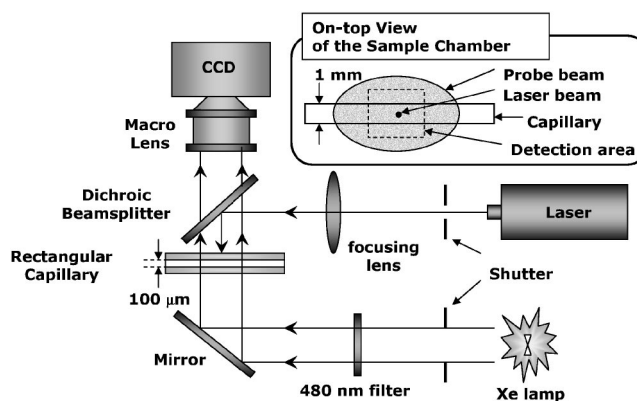 On-top View
of the Sample Chamber
1 mm
Probe beam
Laser beam
Capillary
Detection area
CCD
Macro
Lens
Dichroic
Beamsplitter
focusing
lens
Laser
Rectangular
Capillary
Shutter
100 μm
Mirror
480 nm filter
Xe lamp